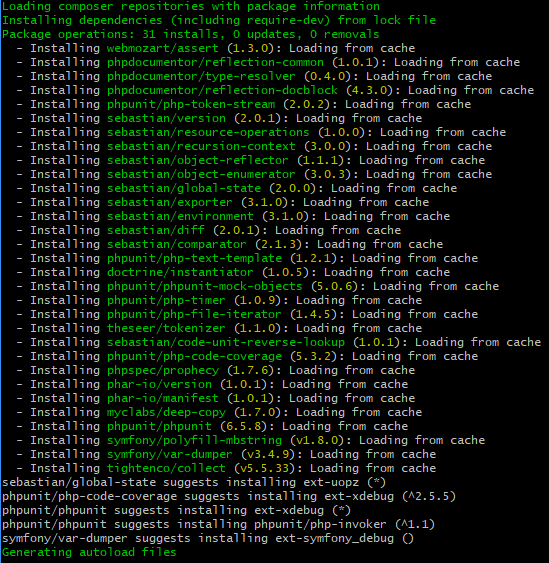 Loading composer repositories with package information
Installing dependencies (including require-dev) from lock file
Package operations: 31 installs, 0 updates, 0 removals
- Installing webmozart/assert (1.3.0): Loading from cache
- Installing phpdocumentor/reflection-common (1.0.1): Loading from cache
- Installing phpdocumentor/type-resolver (0.4.0): Loading from cache
- Installing phpdocumentor/reflection-docblock (4.3.0): Loading from cache
- Installing phpunit/php-token-stream (2.0.2): Loading from cache
- Installing sebastian/version (2.0.1): Loading from cache
- Installing sebastian/resource-operations (1.0.0): Loading from cache
- Installing sebastian/recursion-context (3.0.0): Loading from cache
- Installing sebastian/object-reflector (1.1.1): Loading from cache
- Installing sebastian/object-enumerator (3.0.3): Loading from cache
- Installing sebastian/global-state (2.0.0): Loading from cache
- Installing sebastian/exporter (3.1.0): Loading from cache
- Installing sebastian/environment (3.1.0): Loading from cache
- Installing sebastian/diff (2.0.1): Loading from cache
- Installing sebastian/comparator (2.1.3): Loading from cache
- Installing phpunit/php-text-template (1.2.1): Loading from cache
- Installing doctrine/instantiator (1.0.5): Loading from cache
- Installing phpunit/phpunit-mock-objects (5.0.6): Loading from cache
- Installing phpunit/php-timer (1.0.9): Loading from cache
- Installing phpunit/php-file-iterator (1.4.5): Loading from cache
- Installing theseer/tokenizer (1.1.0): Loading from cache
- Installing sebastian/code-unit-reverse-lookup (1.0.1): Loading from cache
- Installing phpunit/php-code-coverage (5.3.2): Loading from cache
- Installing phpspec/prophecy (1.7.6): Loading from cache
- Installing phar-io/version (1.0.1): Loading from cache
- Installing phar-io/manifest (1.0.1): Loading from cache
- Installing myclabs/deep-copy (1.7.0): Loading from cache
- Installing phpunit/phpunit (6.5.8): Loading from cache
- Installing symfony/polyfill-mbstring (v1.8.0): Loading from cache
- Installing symfony/var-dumper (v3.4.9): Loading from cache
- Installing tightenco/collect (v5.5.33): Loading from cache
sebastian/global-state suggests installing ext-uopz (*)
phpunit/php-code-coverage suggests installing ext-xdebug (^2.5.5)
phpunit/phpunit suggests installing ext-xdebug (*)
phpunit/phpunit suggests installing phpunit/php-invoker (^1.1)
symfony/var-dumper suggests installing ext-symfony_debug ()
Generating autoload files